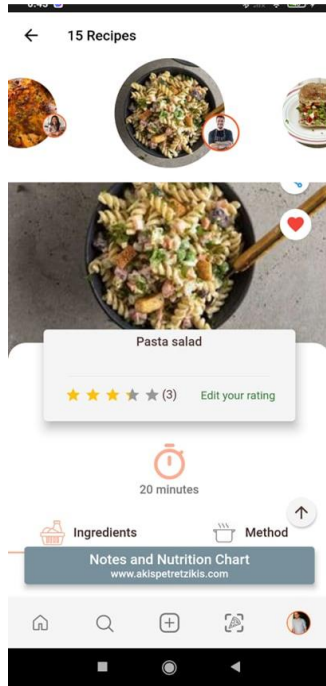 15 Recipes
Pasta salad
(3) Edit your rating
20 minutes
Ingredients Method
Notes and Nutrition Chart
www.akispetretzikis.com